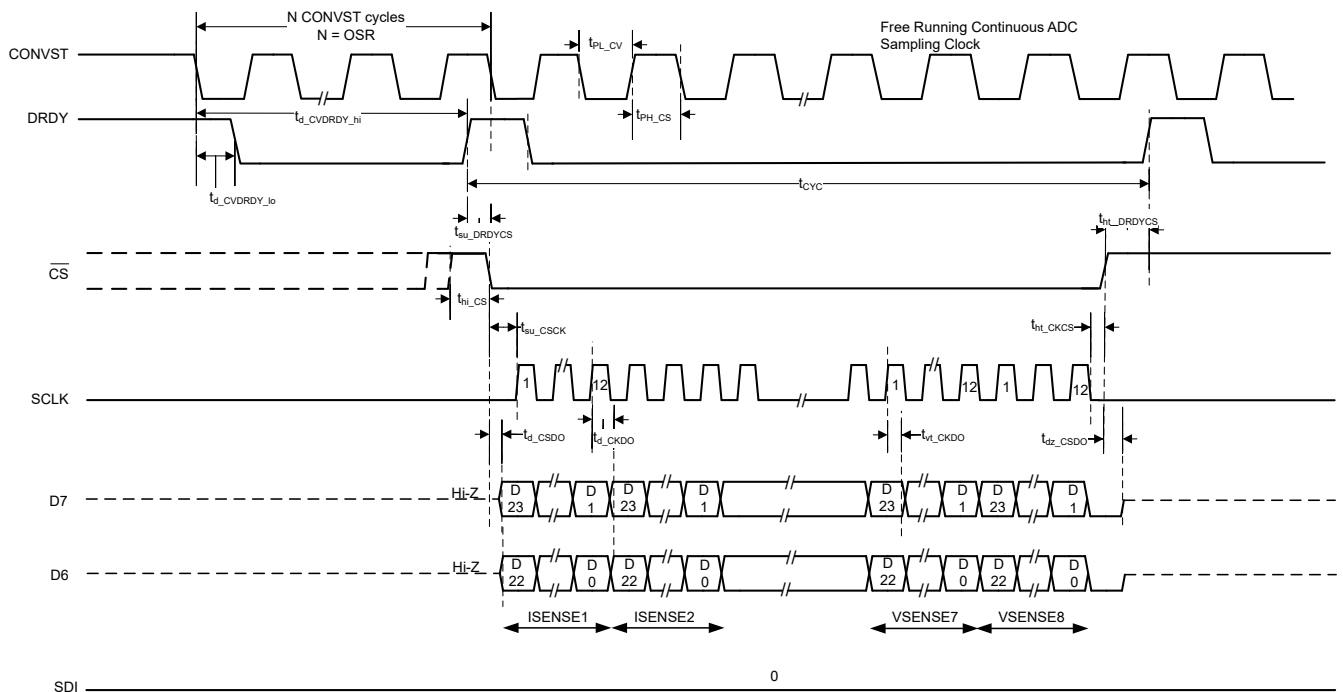 N CONVST cycles
N = OSR
Free Running Continuous ADC
Sampling Clock
CONVST
tPL_CV
tPH_CS
td_CVDRDY_hi
DRDY
td_CVDRDY_lo
tCYC
tsu_DRDYCS
tht_DRDYCS
CS
thi_CS
tsu_CSCK
tht_CKCS
SCLK
1 12 1 12 1 12
td_CSDO
td_CKDO
tvt_CKDO
tdz_CSDO
D7
Hi-Z
D D D D D D D D
23 1 23 1 23 1 23 1
D6
Hi-Z
D D D D D D D D
22 0 22 0 22 0 22 0
ISENSE1 ISENSE2 VSENSE7 VSENSE8
SDI
0